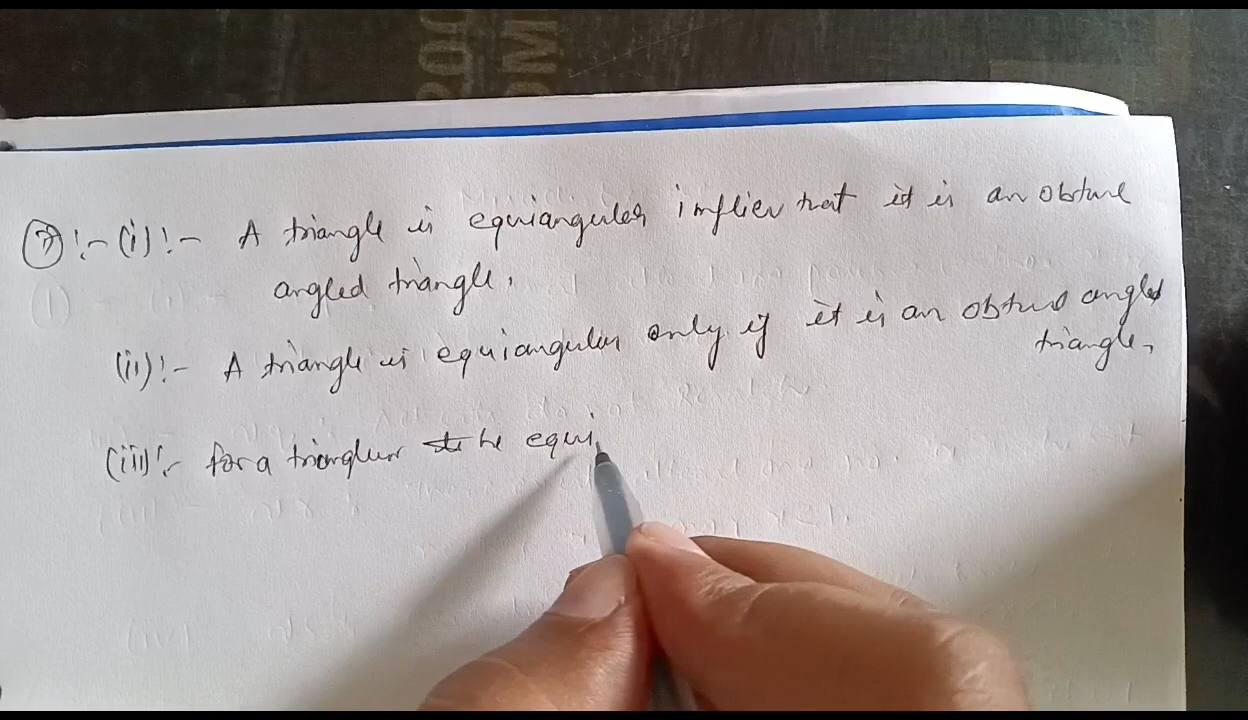 7 :- (i) :- A triangle is equiangular implies that it is an obtuse
angled triangle.
(ii) :- A triangle is equiangular only if it is an obtuse angled
triangle.
(iii) :- for a triangler to be equi